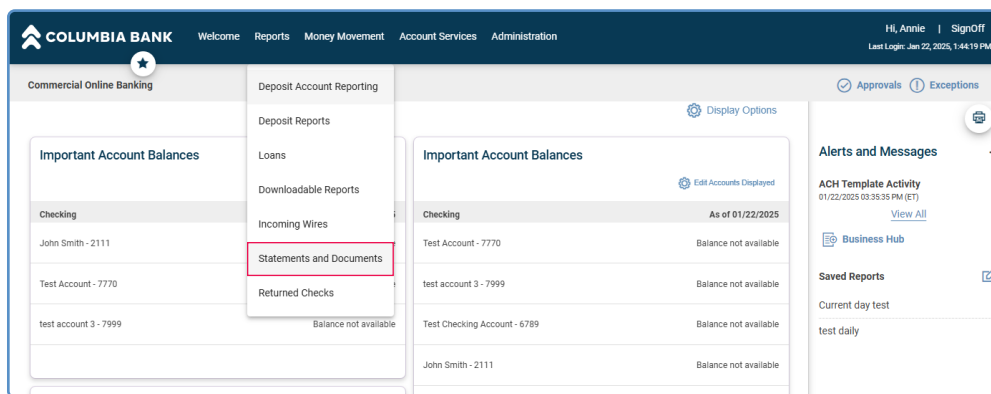 COLUMBIA BANK
Welcome Reports Money Movement Account Services Administration
Hi, Annie | SignOff
Last Login: Jan 22, 2025, 1:44:19 PM
Commercial Online Banking
Approvals Exceptions
Deposit Account Reporting
Deposit Reports
Loans
Downloadable Reports
Incoming Wires
Statements and Documents
Returned Checks
Display Options
Important Account Balances
Checking
John Smith - 2111
Test Account - 7770
test account 3 - 7999 Balance not available
Important Account Balances
Edit Accounts Displayed
Checking As of 01/22/2025
Test Account - 7770 Balance not available
test account 3 - 7999 Balance not available
Test Checking Account - 6789 Balance not available
John Smith - 2111 Balance not available
Alerts and Messages
ACH Template Activity
01/22/2025 03:35:35 PM (ET)
View All
Business Hub
Saved Reports
Current day test
test daily